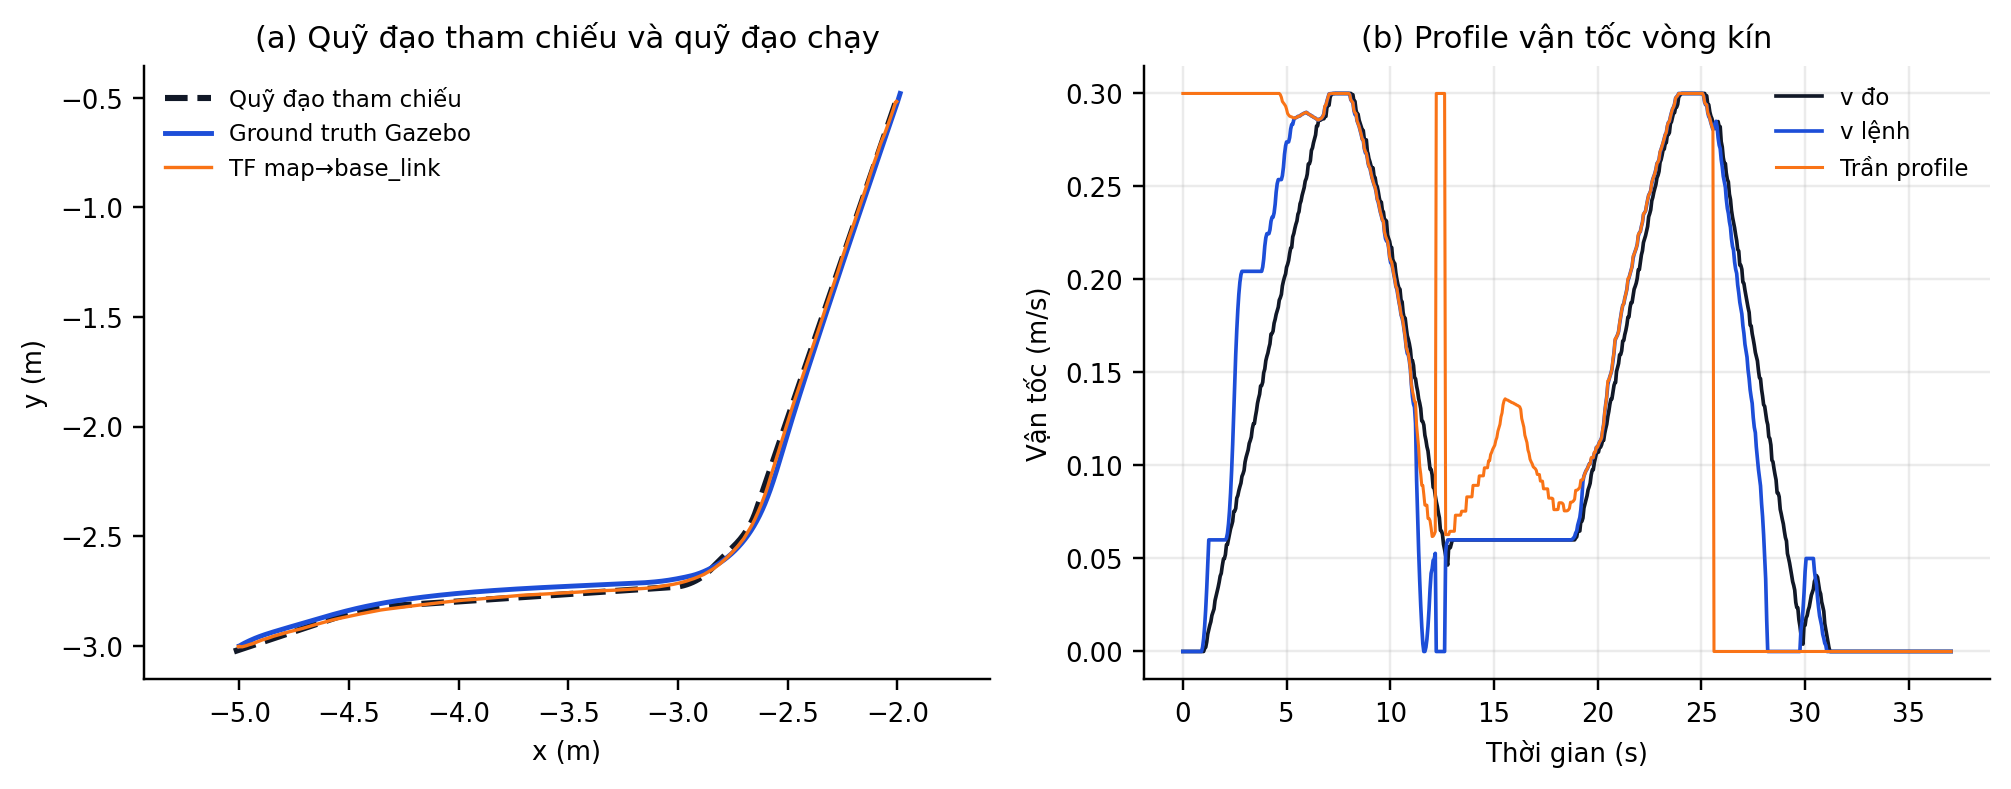 (a) Quỹ đạo tham chiếu và quỹ đạo chạy
Quỹ đạo tham chiếu
Ground truth Gazebo
TF map→base_link
y (m)
−0.5
−1.0
−1.5
−2.0
−2.5
−3.0
−5.0 −4.5 −4.0 −3.5 −3.0 −2.5 −2.0
x (m)
(b) Profile vận tốc vòng kín
v đo
v lệnh
Trần profile
Vận tốc (m/s)
0.30
0.25
0.20
0.15
0.10
0.05
0.00
0 5 10 15 20 25 30 35
Thời gian (s)